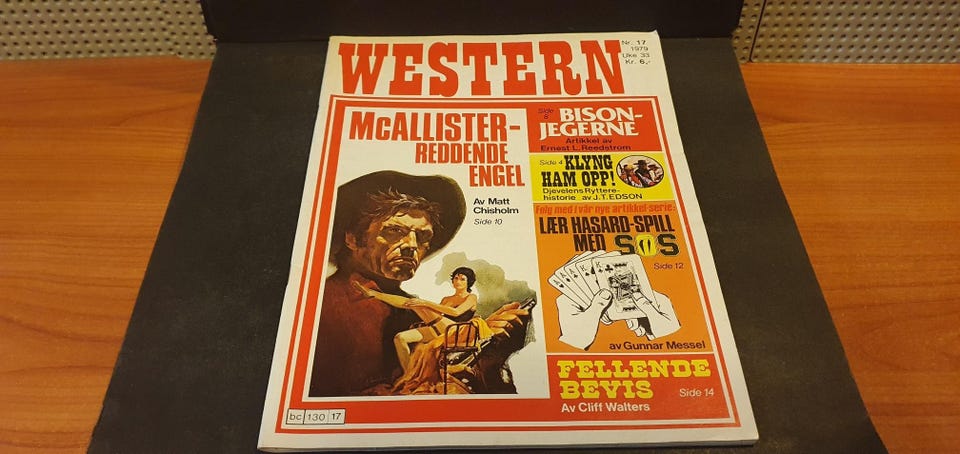 WESTERN
Nr. 17
1979
Uke 33
Kr. 6,-
McALLISTER-
REDDENDE
ENGEL
Av Matt
Chisholm
Side 10
Side 8
BISON-
JEGERNE
Artikkel av
Ernest L. Reedstrom
Side 4 KLYNG
HAM OPP!
Djevelens Ryttere-
historie av J.T. EDSON
Følg med i vår nye artikkel-serie:
LÆR HASARD-SPILL
MED SOS
Side 12
A A A K K
av Gunnar Messel
FELLENDE
BEVIS
Side 14
Av Cliff Walters
bc 130 17